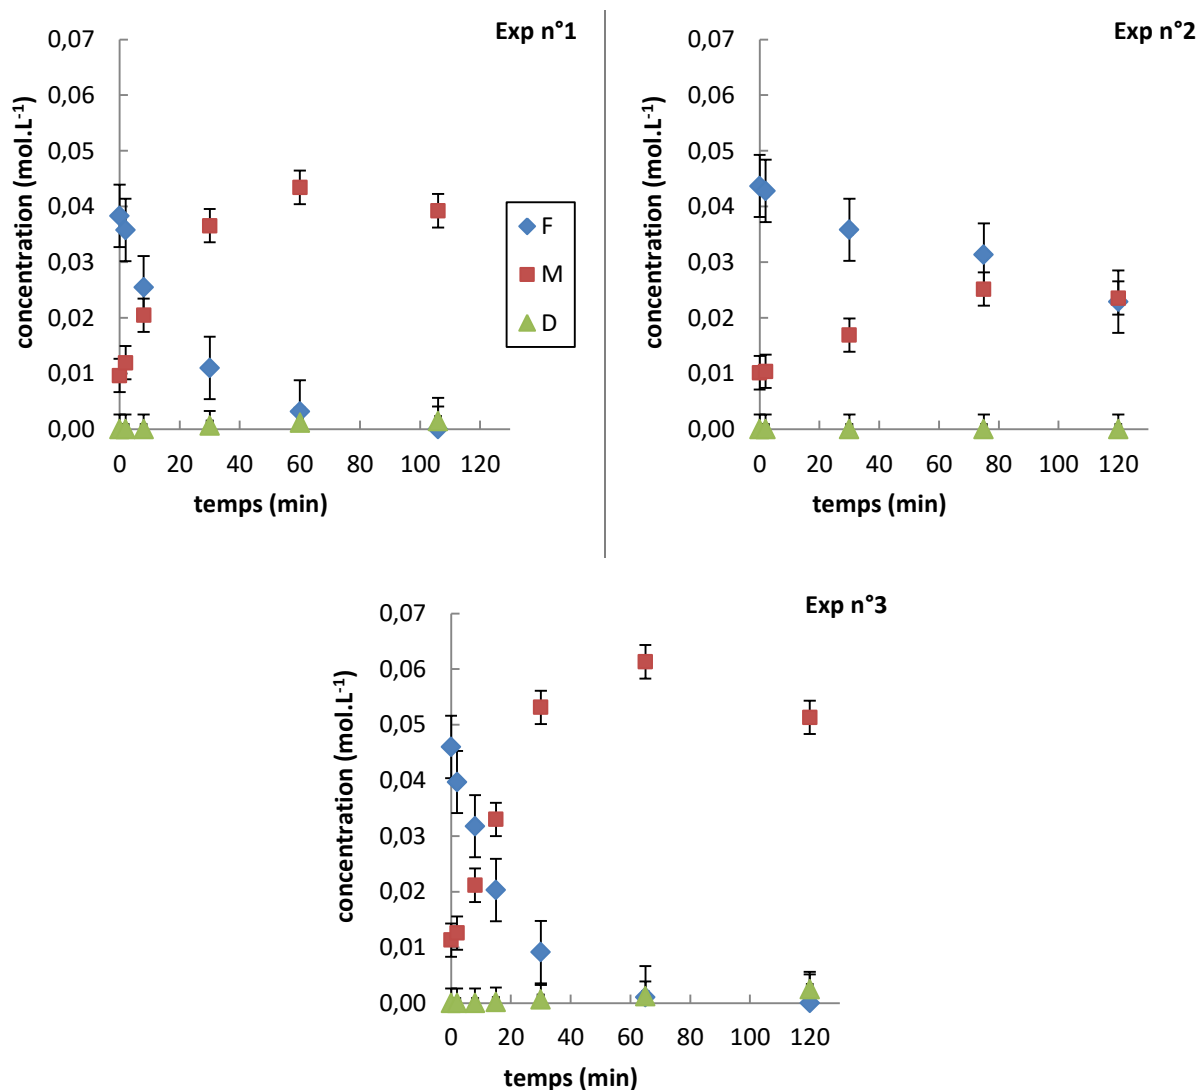 Exp n°1
0,07
0,06
0,05
0,04
0,03
0,02
0,01
0,00
concentration (mol.L⁻¹)
0 20 40 60 80 100 120
temps (min)
F
M
D
Exp n°2
0,07
0,06
0,05
0,04
0,03
0,02
0,01
0,00
concentration (mol.L⁻¹)
0 20 40 60 80 100 120
temps (min)
Exp n°3
0,07
0,06
0,05
0,04
0,03
0,02
0,01
0,00
concentration (mol.L⁻¹)
0 20 40 60 80 100 120
temps (min)